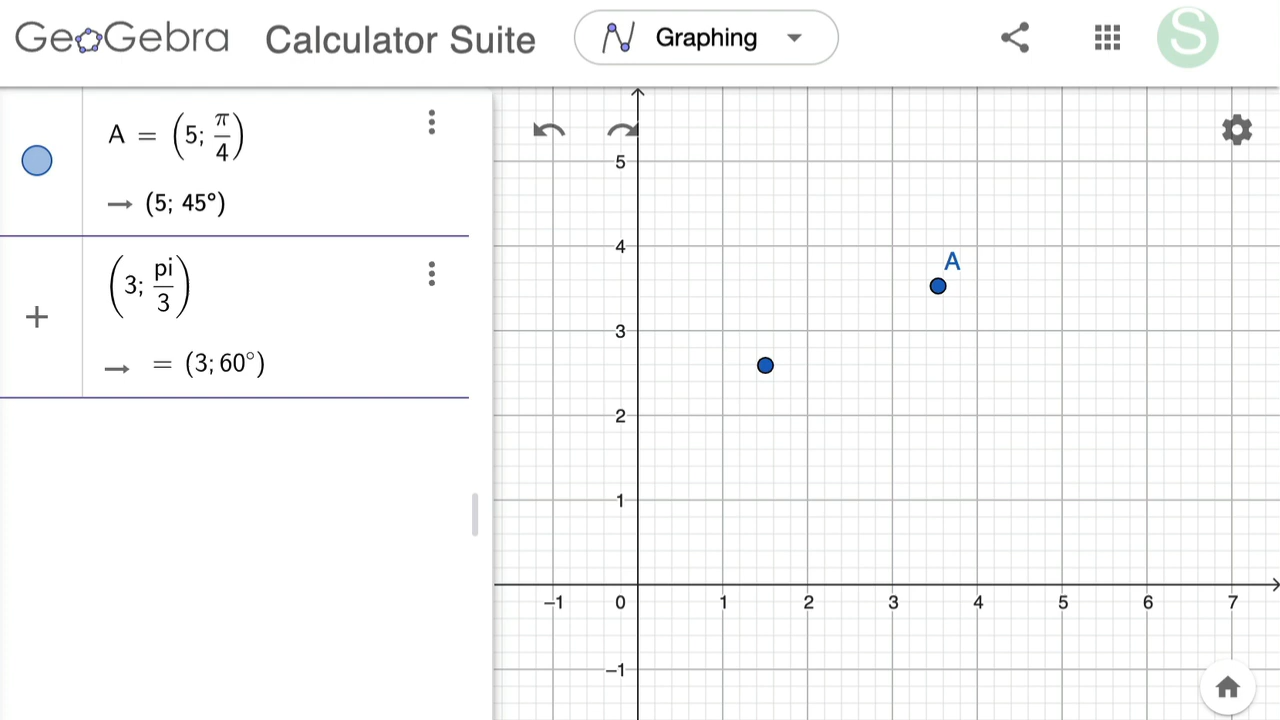 GeoGebra Calculator Suite Graphing S
A = (5; π/4)
→ (5; 45°)
(3; pi/3)
→ = (3; 60°)
5
4
A
3
2
1
–1 0 1 2 3 4 5 6 7
–1